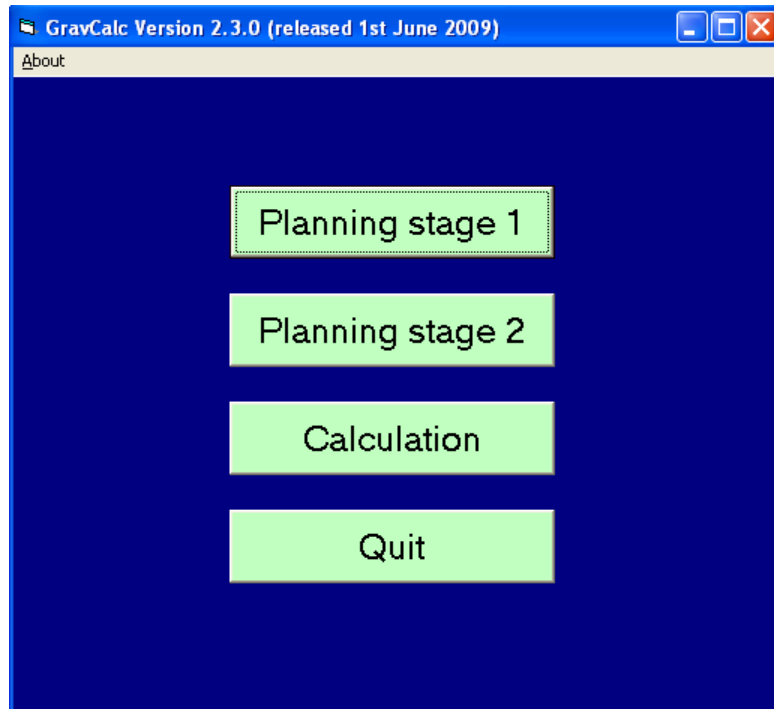 GravCalc Version 2.3.0 (released 1st June 2009)
About
Planning stage 1
Planning stage 2
Calculation
Quit